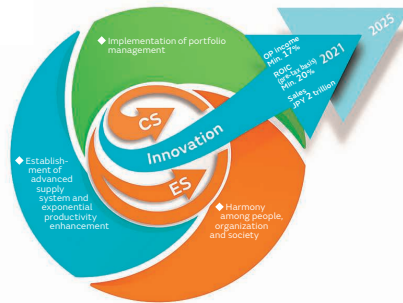 ◆Implementation of portfolio
management
OP income
Min. 17%
ROIC
(pre-tax basis)
Min. 20%
Sales
JPY 2 trillion
2021
2025
CS
Innovation
ES
◆Establish-
ment of
advanced
supply
system and
exponential
productivity
enhancement
◆Harmony
among people,
organization
and society